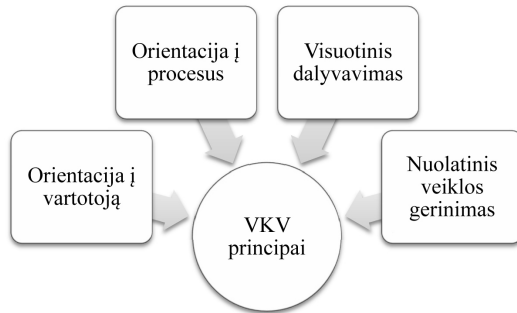 Orientacija į
procesus
Visuotinis
dalyvavimas
Orientacija į
vartotoją
Nuolatinis
veiklos
gerinimas
VKV
principai